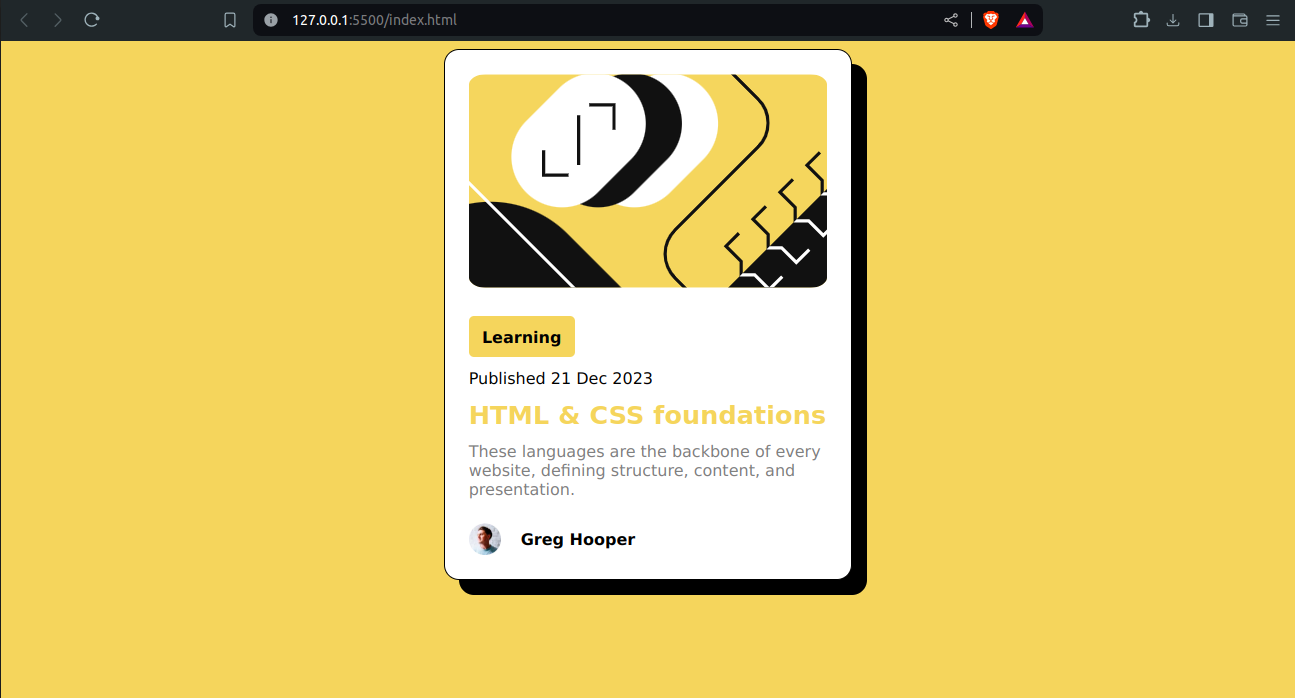 127.0.0.1:5500/index.html
Learning
Published 21 Dec 2023
HTML & CSS foundations
These languages are the backbone of every
website, defining structure, content, and
presentation.
Greg Hooper